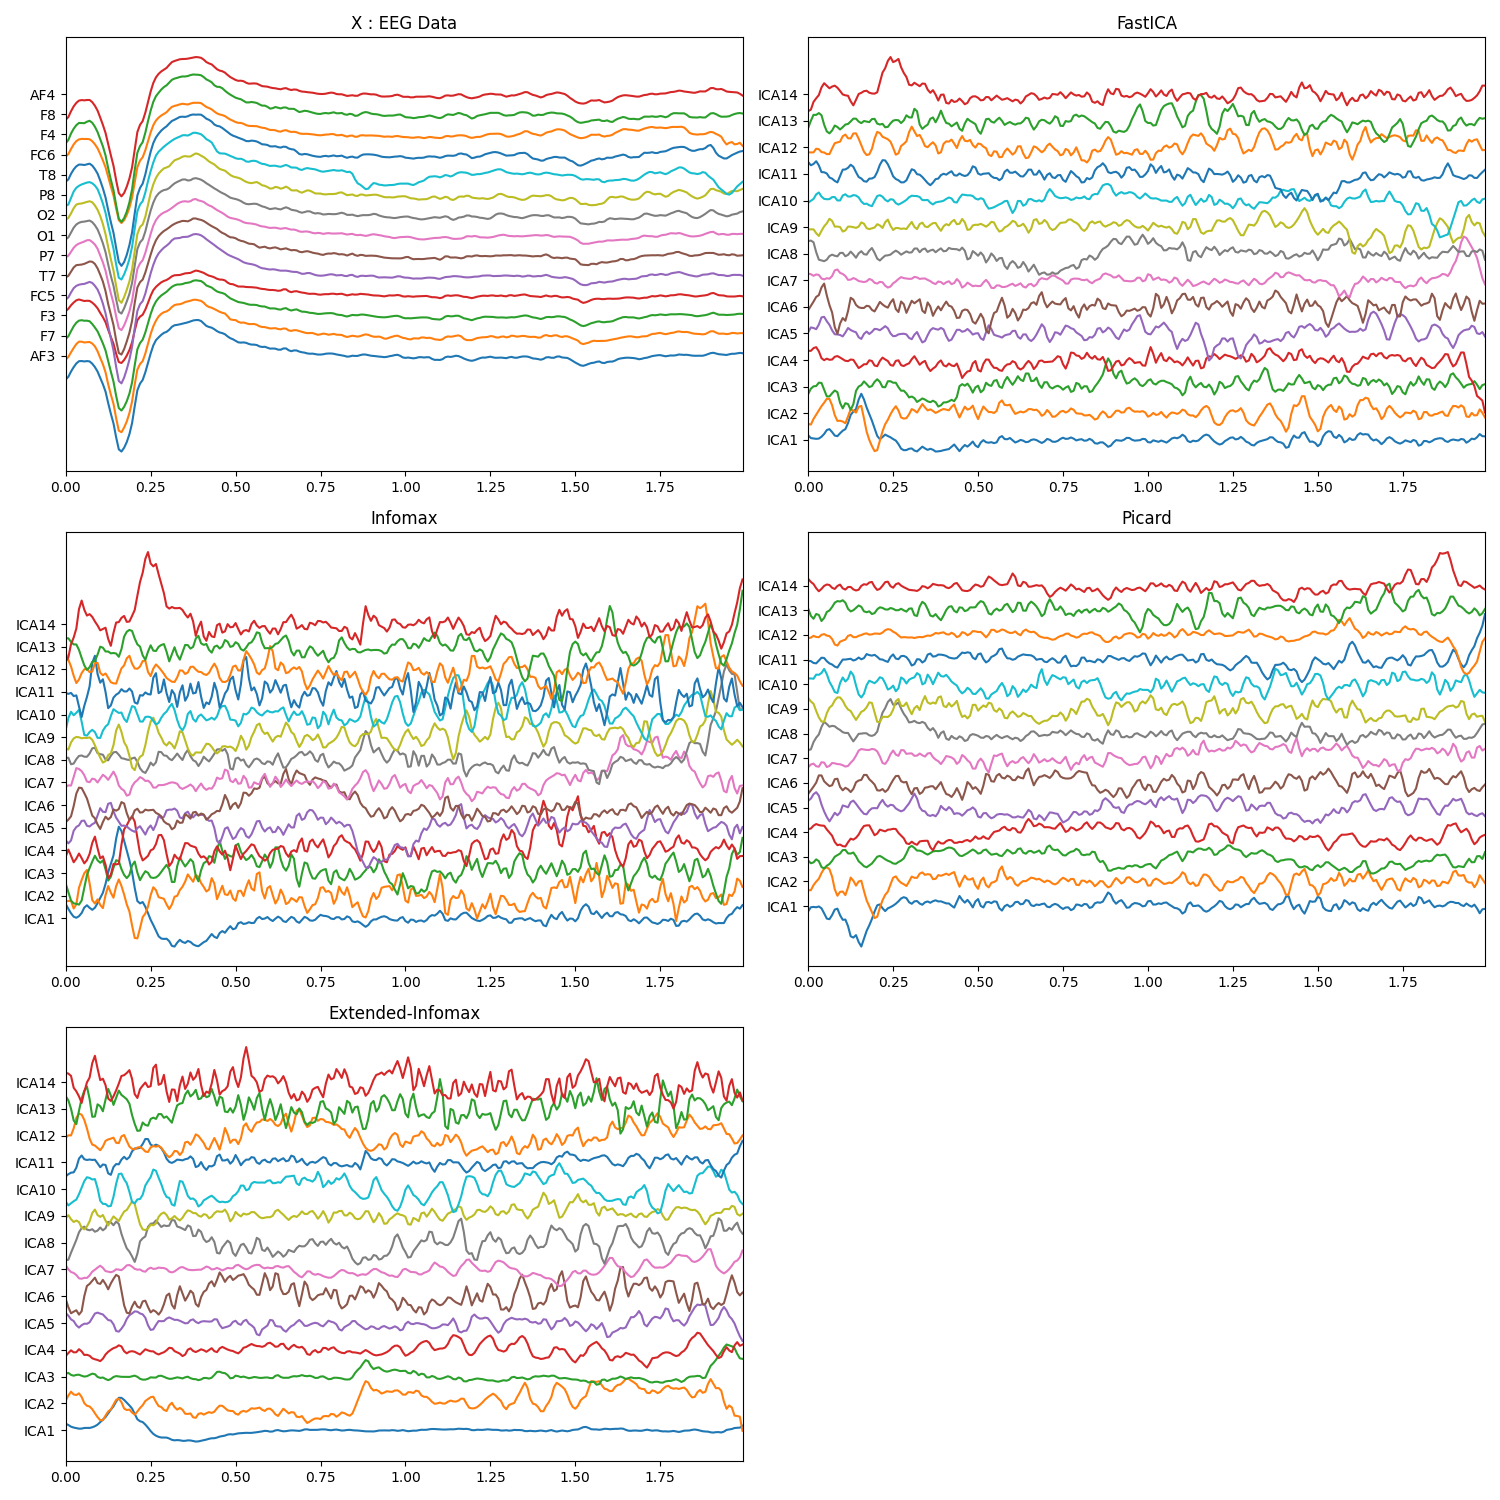 X : EEG Data
AF4
F8
F4
FC6
T8
P8
O2
O1
P7
T7
FC5
F3
F7
AF3
0.00 0.25 0.50 0.75 1.00 1.25 1.50 1.75
FastICA
ICA14
ICA13
ICA12
ICA11
ICA10
ICA9
ICA8
ICA7
ICA6
ICA5
ICA4
ICA3
ICA2
ICA1
0.00 0.25 0.50 0.75 1.00 1.25 1.50 1.75
Infomax
ICA14
ICA13
ICA12
ICA11
ICA10
ICA9
ICA8
ICA7
ICA6
ICA5
ICA4
ICA3
ICA2
ICA1
0.00 0.25 0.50 0.75 1.00 1.25 1.50 1.75
Picard
ICA14
ICA13
ICA12
ICA11
ICA10
ICA9
ICA8
ICA7
ICA6
ICA5
ICA4
ICA3
ICA2
ICA1
0.00 0.25 0.50 0.75 1.00 1.25 1.50 1.75
Extended-Infomax
ICA14
ICA13
ICA12
ICA11
ICA10
ICA9
ICA8
ICA7
ICA6
ICA5
ICA4
ICA3
ICA2
ICA1
0.00 0.25 0.50 0.75 1.00 1.25 1.50 1.75